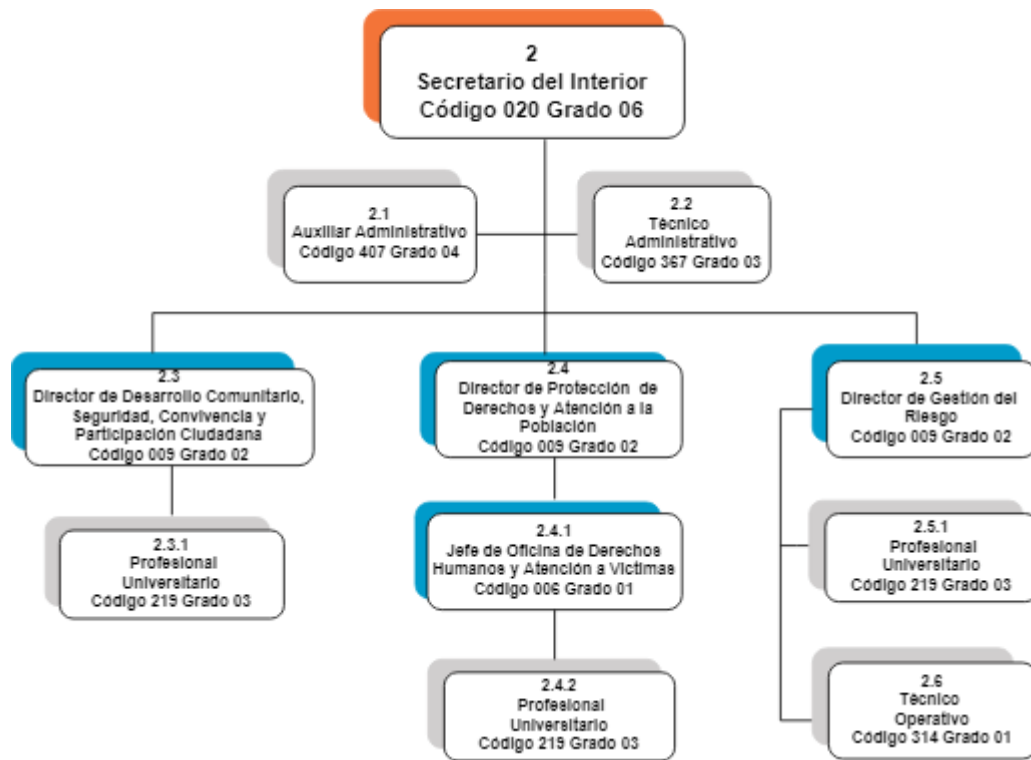 2
Secretario del Interior
Código 020 Grado 06
2.1
Auxiliar Administrativo
Código 407 Grado 04
2.2
Técnico
Administrativo
Código 367 Grado 03
2.3
Director de Desarrollo Comunitario,
Seguridad, Convivencia y
Participación Ciudadana
Código 009 Grado 02
2.4
Director de Protección de
Derechos y Atención a la
Población
Código 009 Grado 02
2.5
Director de Gestión del
Riesgo
Código 009 Grado 02
2.3.1
Profesional
Universitario
Código 219 Grado 03
2.4.1
Jefe de Oficina de Derechos
Humanos y Atención a Victimas
Código 006 Grado 01
2.5.1
Profesional
Universitario
Código 219 Grado 03
2.4.2
Profesional
Universitario
Código 219 Grado 03
2.6
Técnico
Operativo
Código 314 Grado 01